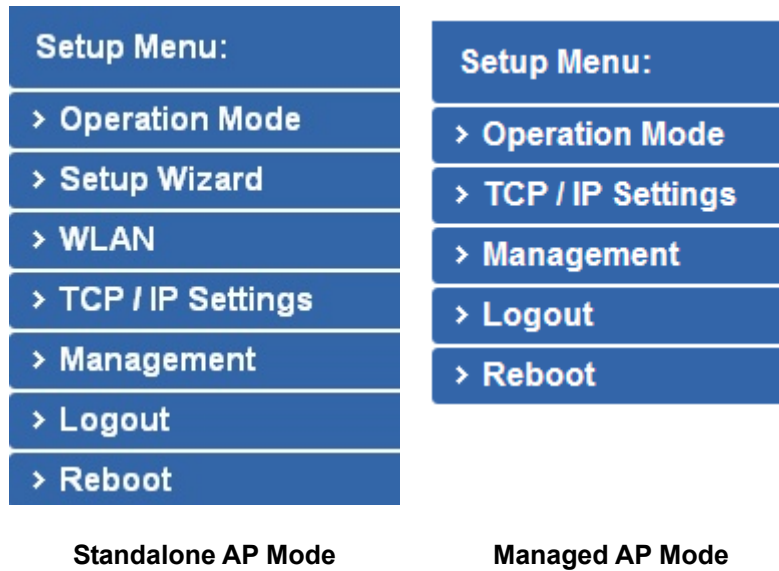 Setup Menu:
> Operation Mode
> Setup Wizard
> WLAN
> TCP / IP Settings
> Management
> Logout
> Reboot
Standalone AP Mode
Setup Menu:
> Operation Mode
> TCP / IP Settings
> Management
> Logout
> Reboot
Managed AP Mode